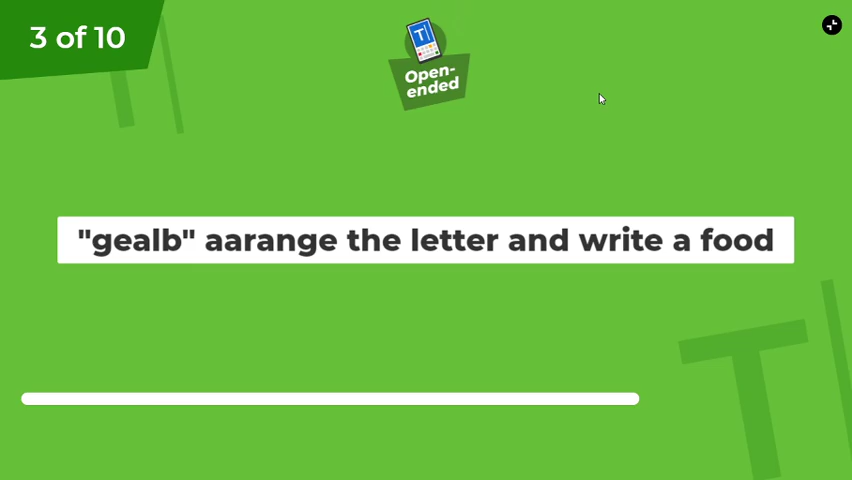 3 of 10
T|
Open-
ended
"gealb" aarange the letter and write a food